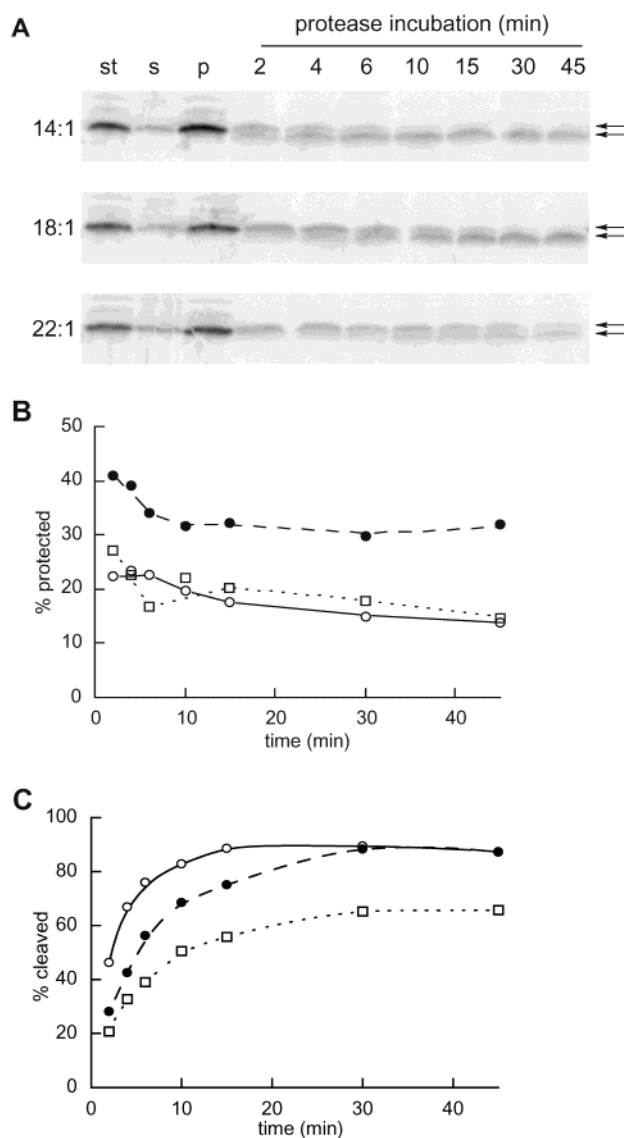 A
protease incubation (min)
st s p 2 4 6 10 15 30 45
14:1
18:1
22:1
B
50
40
30
20
10
0
% protected
0 10 20 30 40
time (min)
C
100
80
60
40
20
0
% cleaved
0 10 20 30 40
time (min)